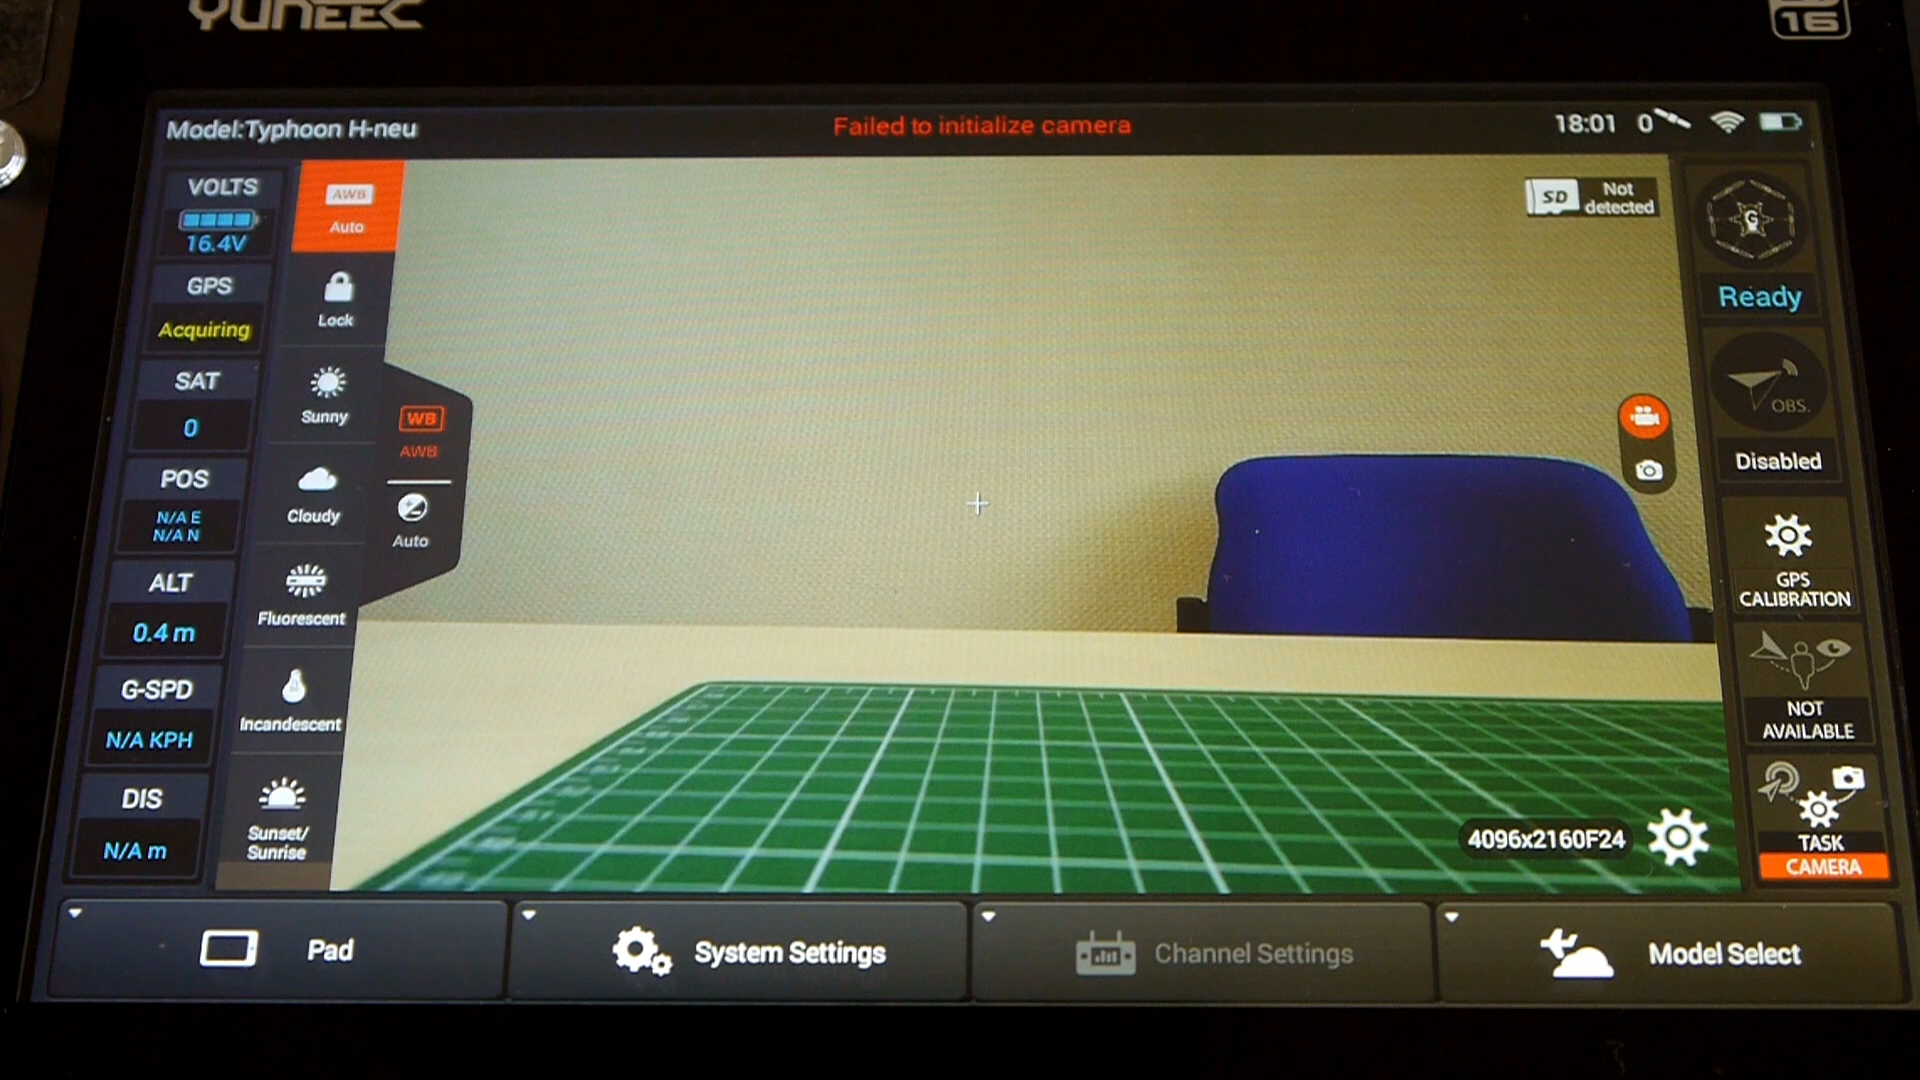 YUNEEC
16
Model:Typhoon H-neu
Failed to initialize camera
18:01 0
VOLTS
16.4V
GPS
Acquiring
SAT
0
POS
N/A E
N/A N
ALT
0.4 m
G-SPD
N/A KPH
DIS
N/A m
AWB
Auto
Lock
Sunny
Cloudy
Fluorescent
Incandescent
Sunset/
Sunrise
WB
AWB
Auto
SD
Not
detected
4096x2160F24
G
Ready
OBS.
Disabled
GPS
CALIBRATION
NOT
AVAILABLE
TASK
CAMERA
Pad
System Settings
Channel Settings
Model Select